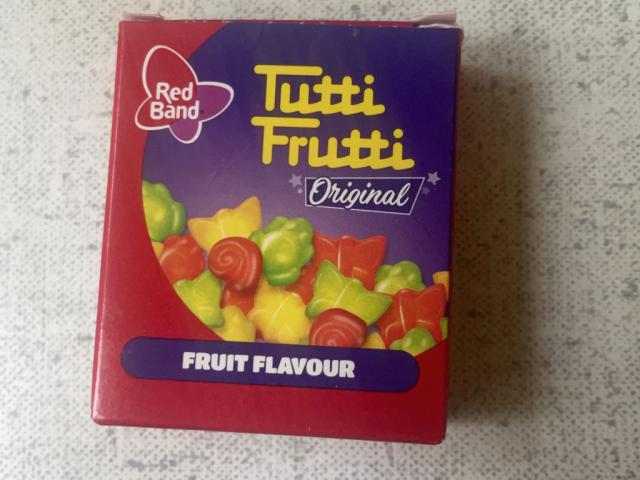 Red
Band
Tutti
Frutti
Original
FRUIT FLAVOUR